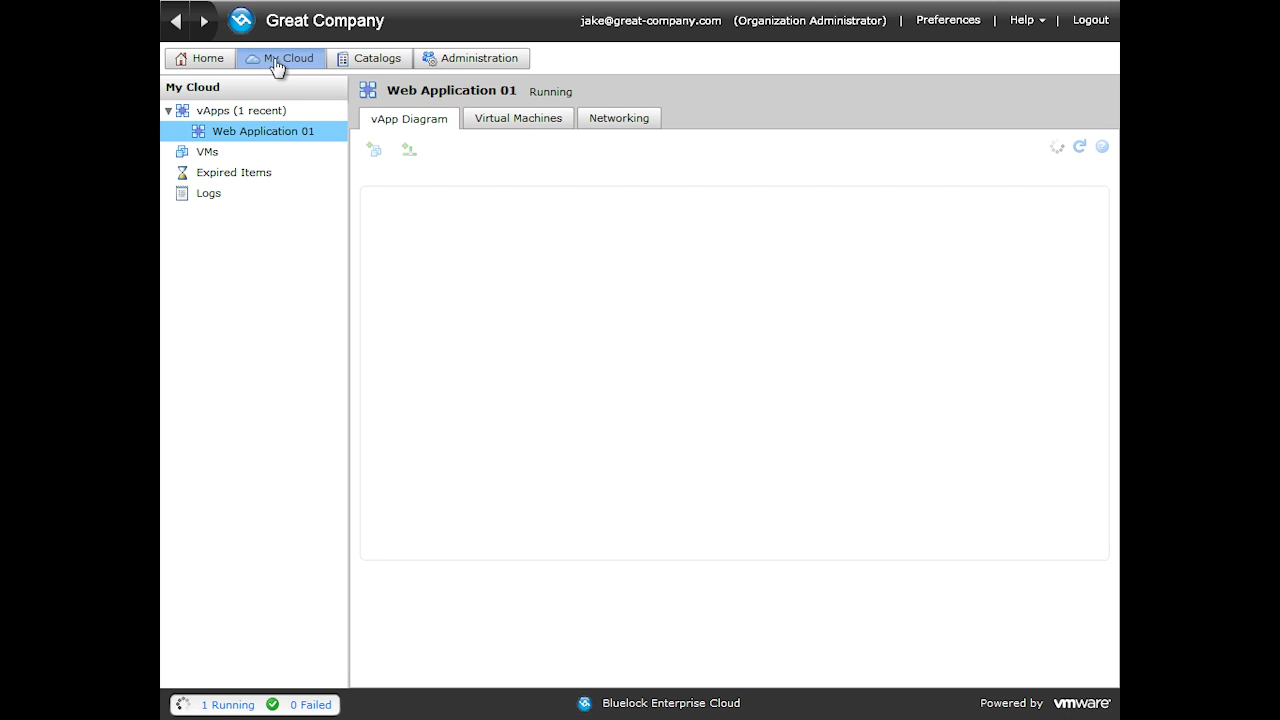 Great Company
jake@great-company.com (Organization Administrator) | Preferences | Help | Logout
Home My Cloud Catalogs Administration
My Cloud
vApps (1 recent)
Web Application 01
VMs
Expired Items
Logs
Web Application 01 Running
vApp Diagram Virtual Machines Networking
1 Running 0 Failed
Bluelock Enterprise Cloud
Powered by vmware